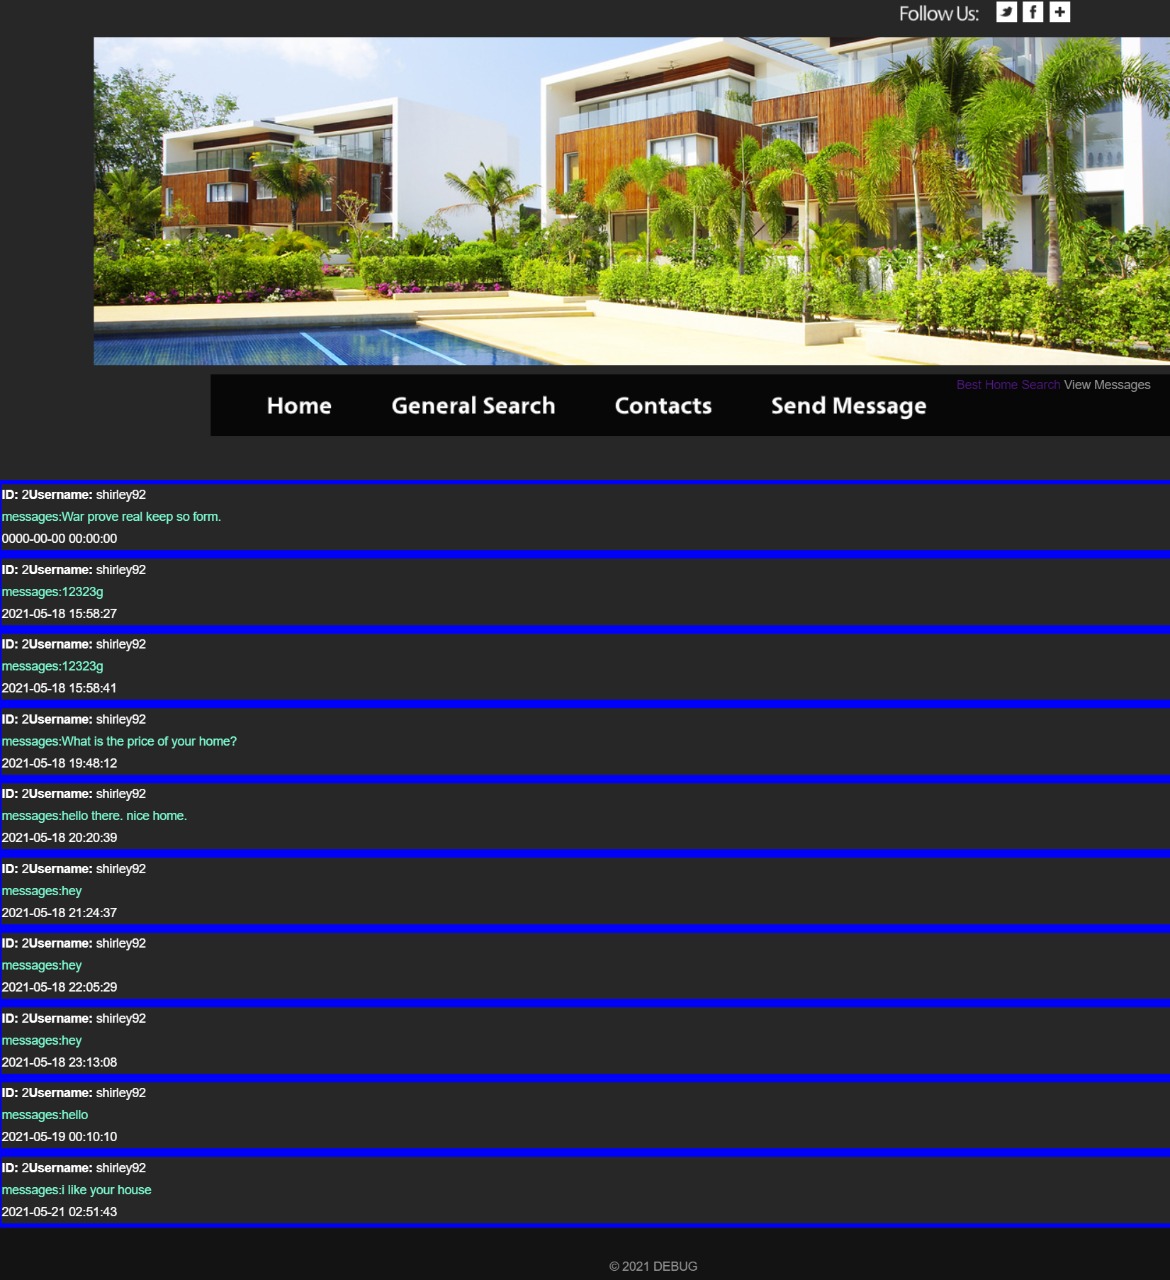 Follow Us:
Home General Search Contacts Send Message Best Home Search View Messages
ID: 2Username: shirley92
messages:War prove real keep so form.
0000-00-00 00:00:00
ID: 2Username: shirley92
messages:12323g
2021-05-18 15:58:27
ID: 2Username: shirley92
messages:12323g
2021-05-18 15:58:41
ID: 2Username: shirley92
messages:What is the price of your home?
2021-05-18 19:48:12
ID: 2Username: shirley92
messages:hello there. nice home.
2021-05-18 20:20:39
ID: 2Username: shirley92
messages:hey
2021-05-18 21:24:37
ID: 2Username: shirley92
messages:hey
2021-05-18 22:05:29
ID: 2Username: shirley92
messages:hey
2021-05-18 23:13:08
ID: 2Username: shirley92
messages:hello
2021-05-19 00:10:10
ID: 2Username: shirley92
messages:i like your house
2021-05-21 02:51:43
© 2021 DEBUG